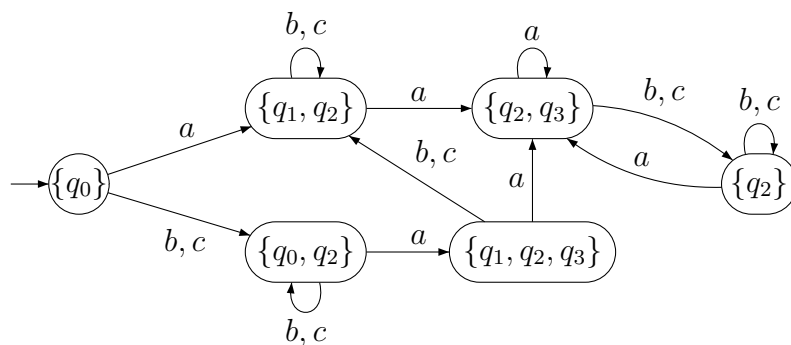 b, c
a
{q₁, q₂}
a
{q₂, q₃}
b, c
b, c
a
b, c
a
{q₀}
a
{q₂}
b, c
{q₀, q₂}
a
{q₁, q₂, q₃}
b, c